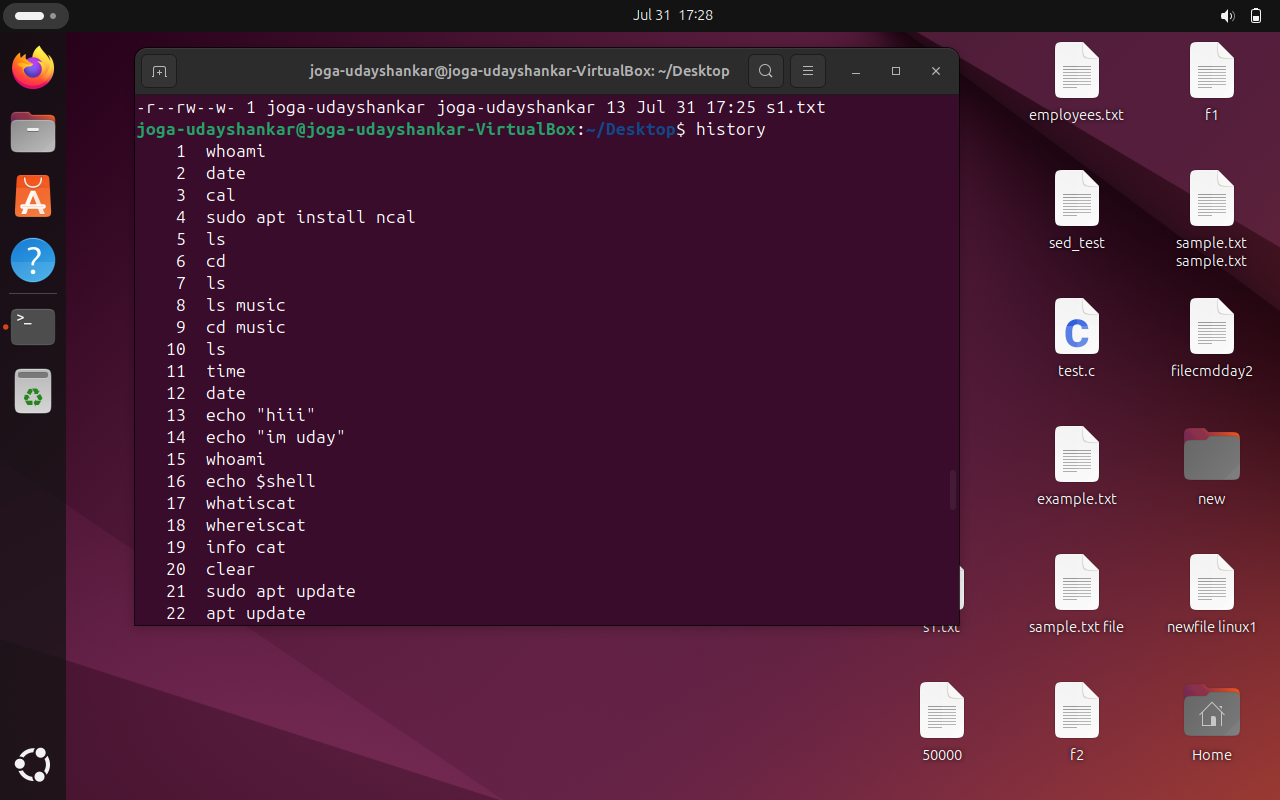 Jul 31 17:28
joga-udayshankar@joga-udayshankar-VirtualBox: ~/Desktop
-r--rw--w- 1 joga-udayshankar joga-udayshankar 13 Jul 31 17:25 s1.txt
joga-udayshankar@joga-udayshankar-VirtualBox:~/Desktop$ history
1 whoami
2 date
3 cal
4 sudo apt install ncal
5 ls
6 cd
7 ls
8 ls music
9 cd music
10 ls
11 time
12 date
13 echo "hiii"
14 echo "im uday"
15 whoami
16 echo $shell
17 whatiscat
18 whereiscat
19 info cat
20 clear
21 sudo apt update
22 apt update
employees.txt
f1
sed_test
sample.txt
sample.txt
test.c
filecmdday2
example.txt
new
s1.txt
sample.txt file
newfile linux1
50000
f2
Home